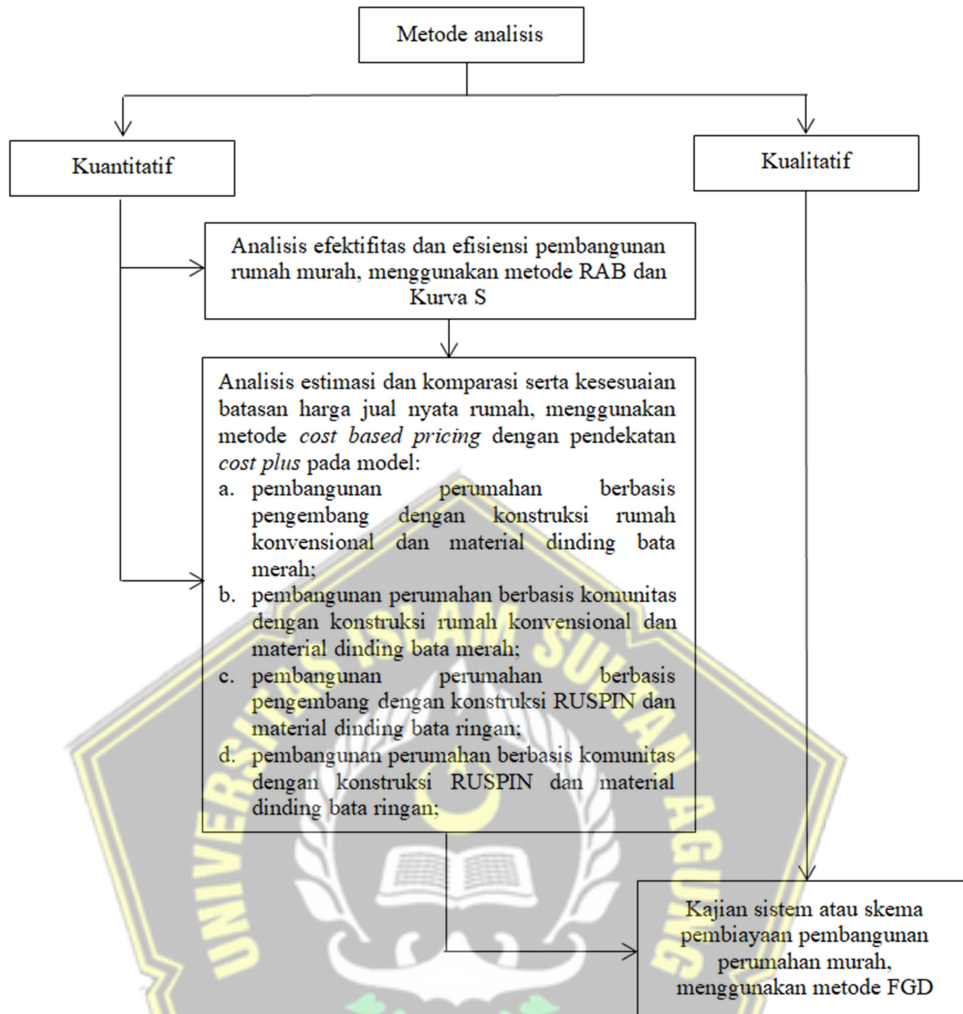 Metode analisis
Kuantitatif
Kualitatif
Analisis efektifitas dan efisiensi pembangunan
rumah murah, menggunakan metode RAB dan
Kurva S
Analisis estimasi dan komparasi serta kesesuaian
batasan harga jual nyata rumah, menggunakan
metode cost based pricing dengan pendekatan
cost plus pada model:
a. pembangunan perumahan berbasis
pengembang dengan konstruksi rumah
konvensional dan material dinding bata
merah;
b. pembangunan perumahan berbasis komunitas
dengan konstruksi rumah konvensional dan
material dinding bata merah;
c. pembangunan perumahan berbasis
pengembang dengan konstruksi RUSPIN dan
material dinding bata ringan;
d. pembangunan perumahan berbasis komunitas
dengan konstruksi RUSPIN dan material
dinding bata ringan;
Kajian sistem atau skema
pembiayaan pembangunan
perumahan murah,
menggunakan metode FGD
UNIVERSITAS ISLAM SULTAN AGUNG